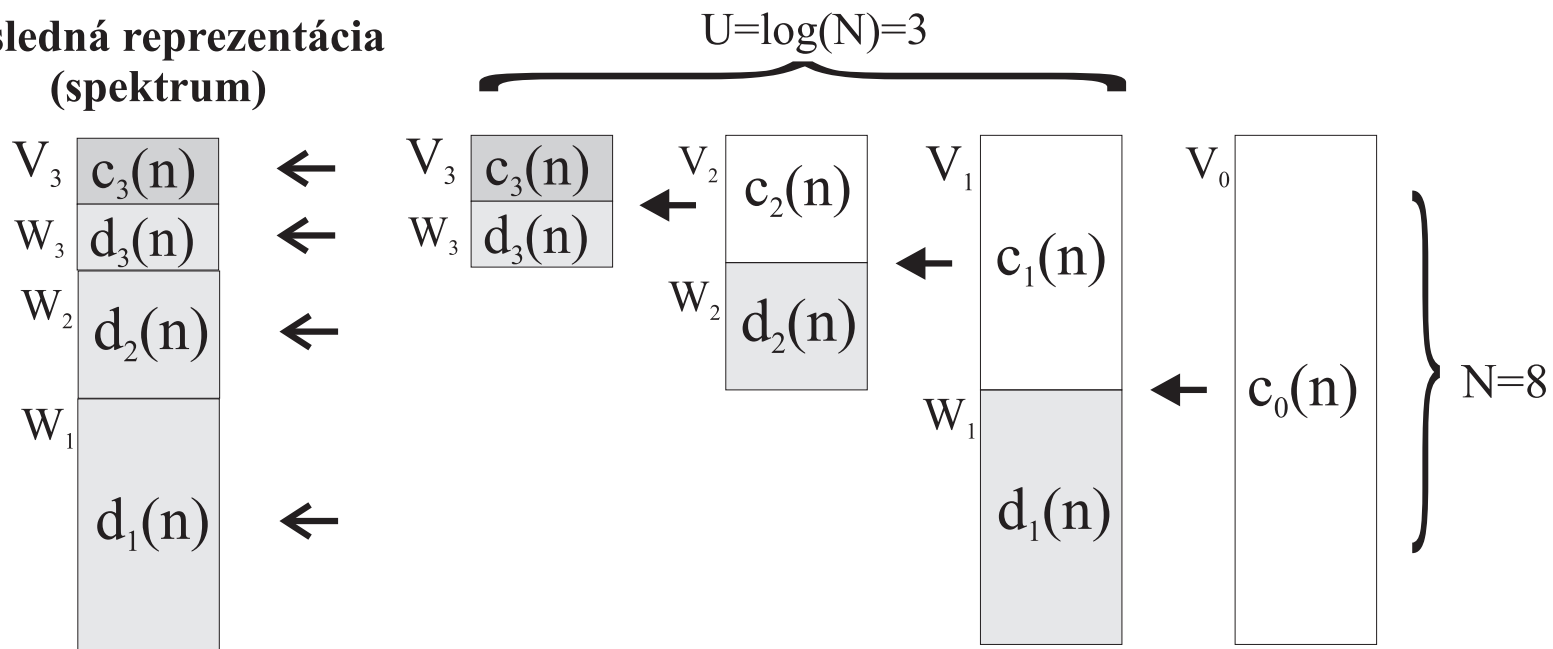 sledná reprezentácia
(spektrum)
U=log(N)=3
V₃ c₃(n)
W₃ d₃(n)
W₂ d₂(n)
W₁ d₁(n)
V₃ c₃(n)
W₃ d₃(n)
V₂ c₂(n)
W₂ d₂(n)
V₁ c₁(n)
W₁ d₁(n)
V₀ c₀(n)
N=8